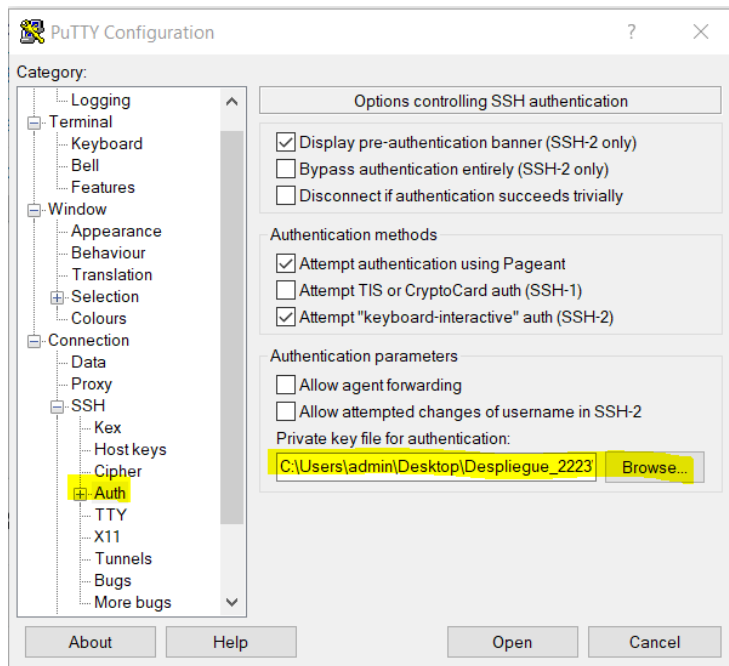 PuTTY Configuration
?
Category:
Logging
Terminal
Keyboard
Bell
Features
Window
Appearance
Behaviour
Translation
Selection
Colours
Connection
Data
Proxy
SSH
Kex
Host keys
Cipher
Auth
TTY
X11
Tunnels
Bugs
More bugs
Options controlling SSH authentication
Display pre-authentication banner (SSH-2 only)
Bypass authentication entirely (SSH-2 only)
Disconnect if authentication succeeds trivially
Authentication methods
Attempt authentication using Pageant
Attempt TIS or CryptoCard auth (SSH-1)
Attempt "keyboard-interactive" auth (SSH-2)
Authentication parameters
Allow agent forwarding
Allow attempted changes of username in SSH-2
Private key file for authentication:
C:\Users\admin\Desktop\Despliegue_2223
Browse...
About
Help
Open
Cancel